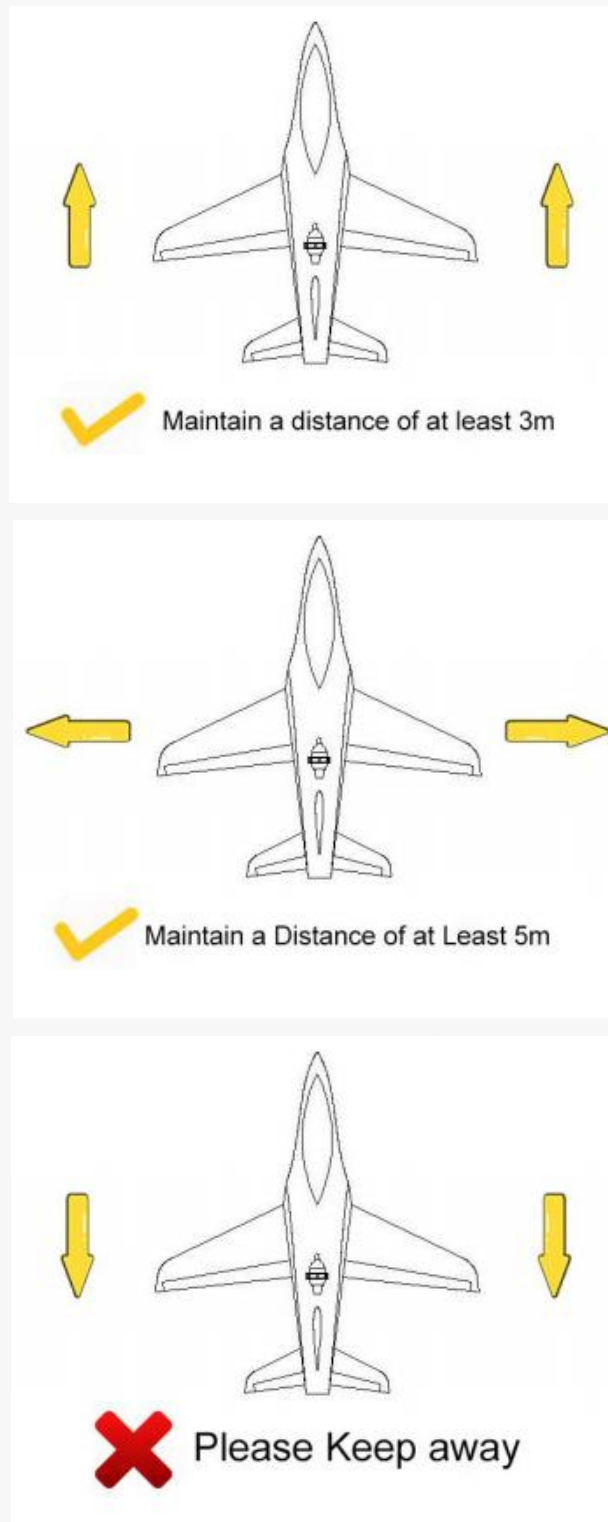 Maintain a distance of at least 3m
Maintain a Distance of at Least 5m
Please Keep away